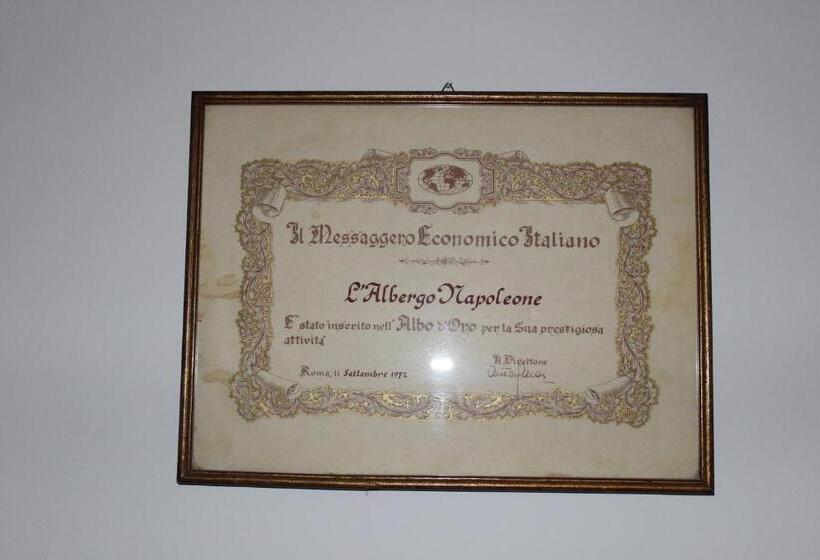 Il Messaggero Economico Italiano
L'Albergo Napoleone
E' stato inserito nell' Albo d'Oro per la Sua prestigiosa
attività
Il Direttore
Roma, li Settembre 1972